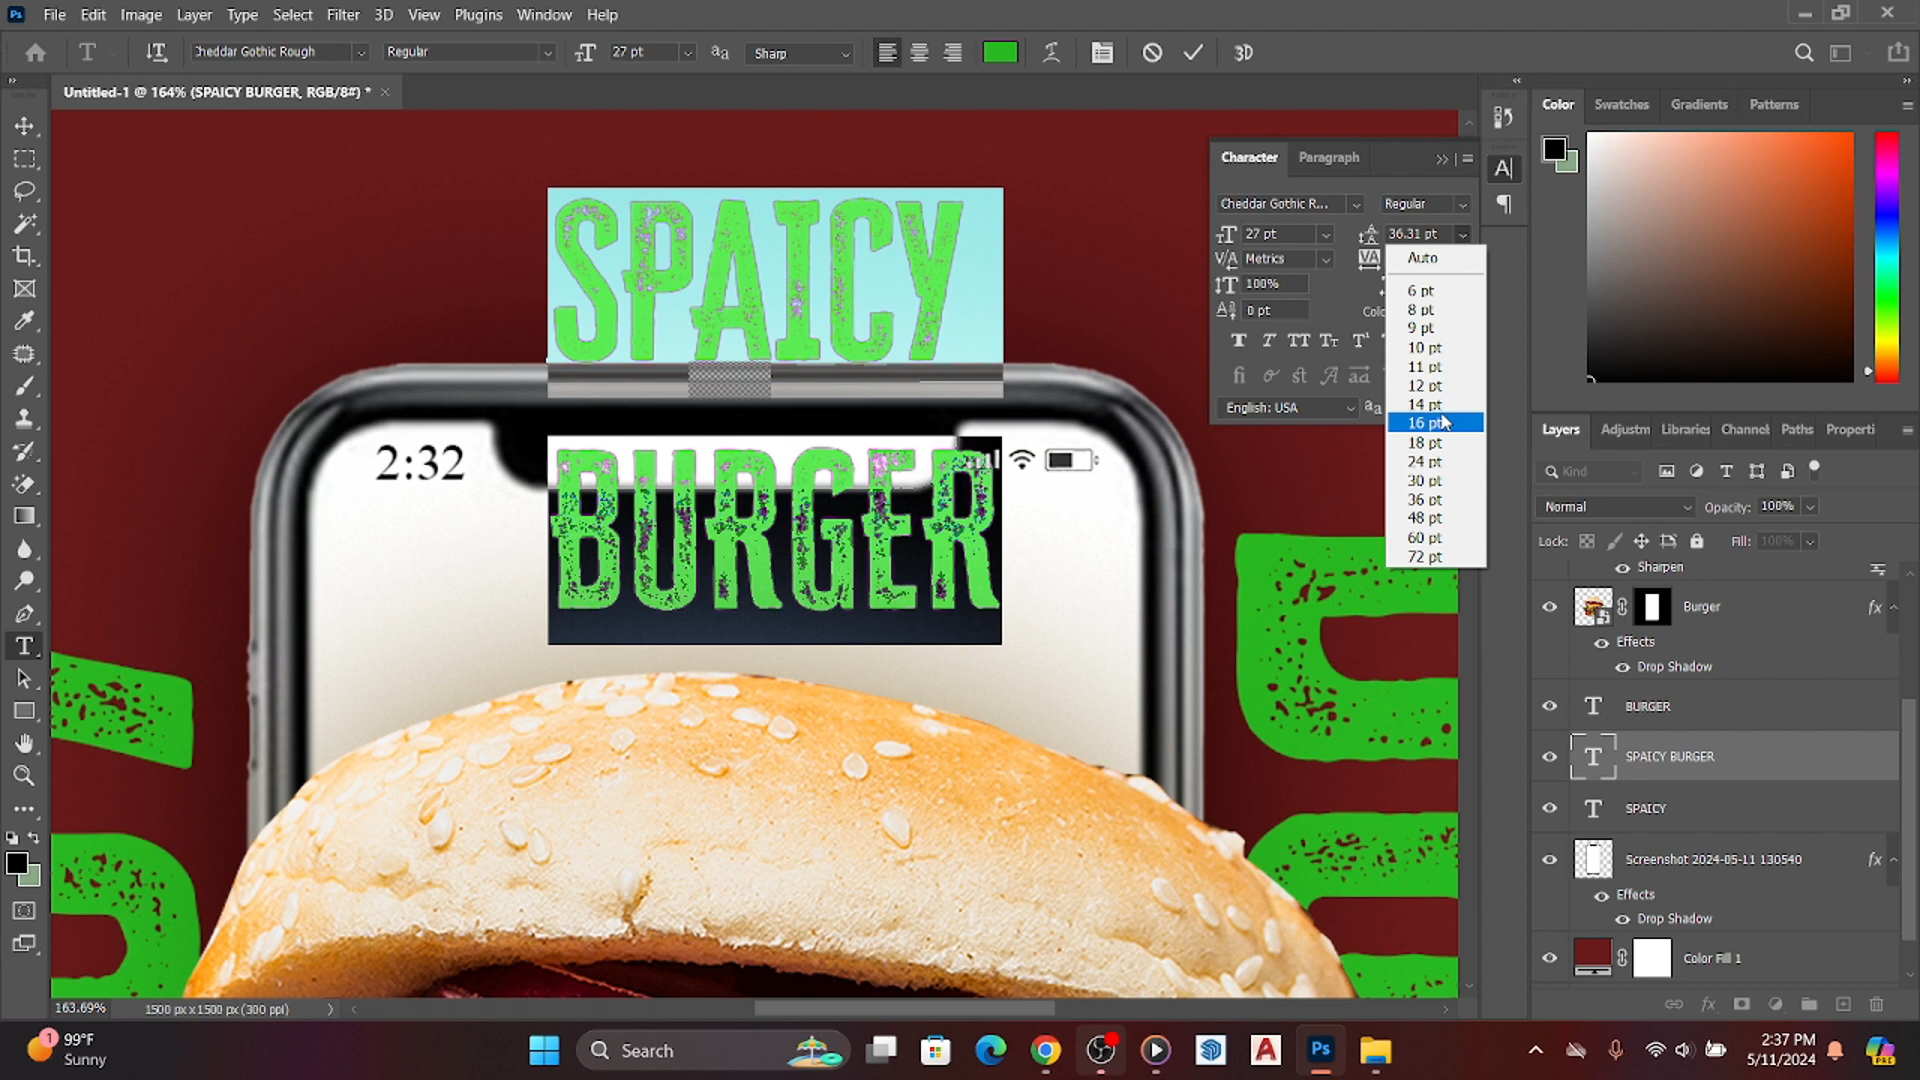 File Edit Image Layer Type Select Filter 3D View Plugins Window Help
Cheddar Gothic Rough Regular 27 pt Sharp 3D
Untitled-1 @ 164% (SPAICY BURGER, RGB/8#) *
SPAICY
BURGER
2:32
Character Paragraph
Cheddar Gothic R... Regular
27 pt 36.31 pt
Metrics
100%
0 pt Colo
English: USA
Auto
6 pt
8 pt
9 pt
10 pt
11 pt
12 pt
14 pt
16 pt
18 pt
24 pt
30 pt
36 pt
48 pt
60 pt
72 pt
Color Swatches Gradients Patterns
Layers Adjustm Libraries Channel Paths Properti
Kind
Normal Opacity: 100%
Lock: Fill: 100%
Sharpen
Burger fx
Effects
Drop Shadow
BURGER
SPAICY BURGER
SPAICY
Screenshot 2024-05-11 130540 fx
Effects
Drop Shadow
Color Fill 1
163.69% 1500 px x 1500 px (300 ppi)
99°F
Sunny
Search
2:37 PM
5/11/2024